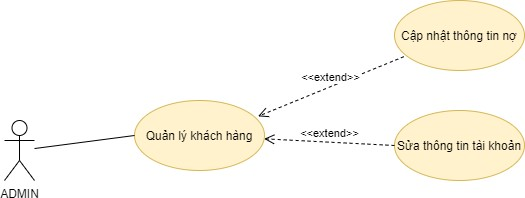 Cập nhật thông tin nợ
<<extend>>
Quản lý khách hàng
<<extend>>
Sửa thông tin tài khoản
ADMIN